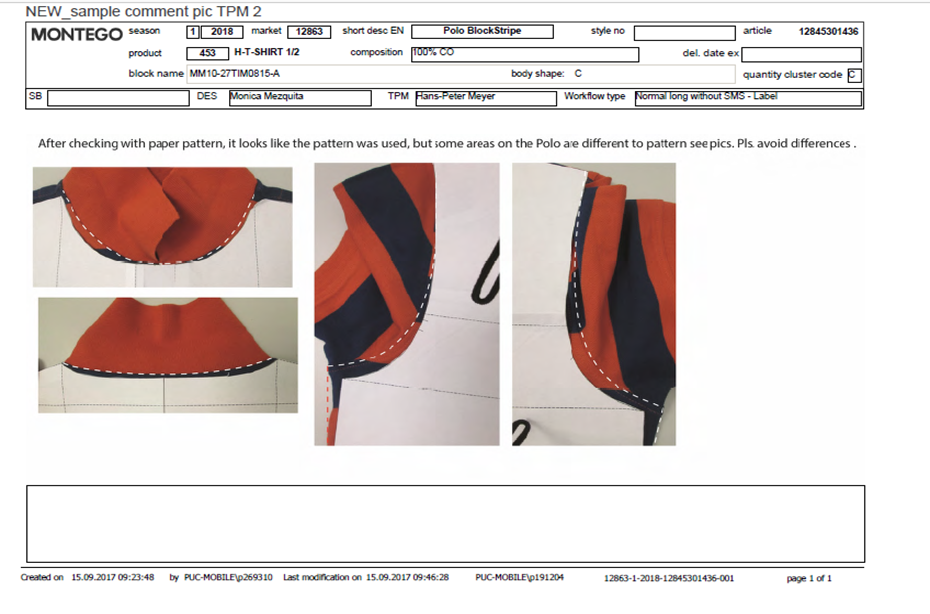 NEW_sample comment pic TPM 2
MONTEGO season 1 2018 market 12863 short desc EN Polo BlockStripe style no article 12845301436
product 453 H-T-SHIRT 1/2 composition 100% CO del. date ex
block name MM10-27TIM0815-A body shape: C quantity cluster code C
SB DES Monica Mezquita TPM Hans-Peter Meyer Workflow type Normal long without SMS - Label
After checking with paper pattern, it looks like the pattern was used, but some areas on the Polo are different to pattern see pics. Pls. avoid differences .
Created on 15.09.2017 09:23:48 by PUC-MOBILE\p269310 Last modification on 15.09.2017 09:46:28 PUC-MOBILE\p191204 12863-1-2018-12845301436-001 page 1 of 1